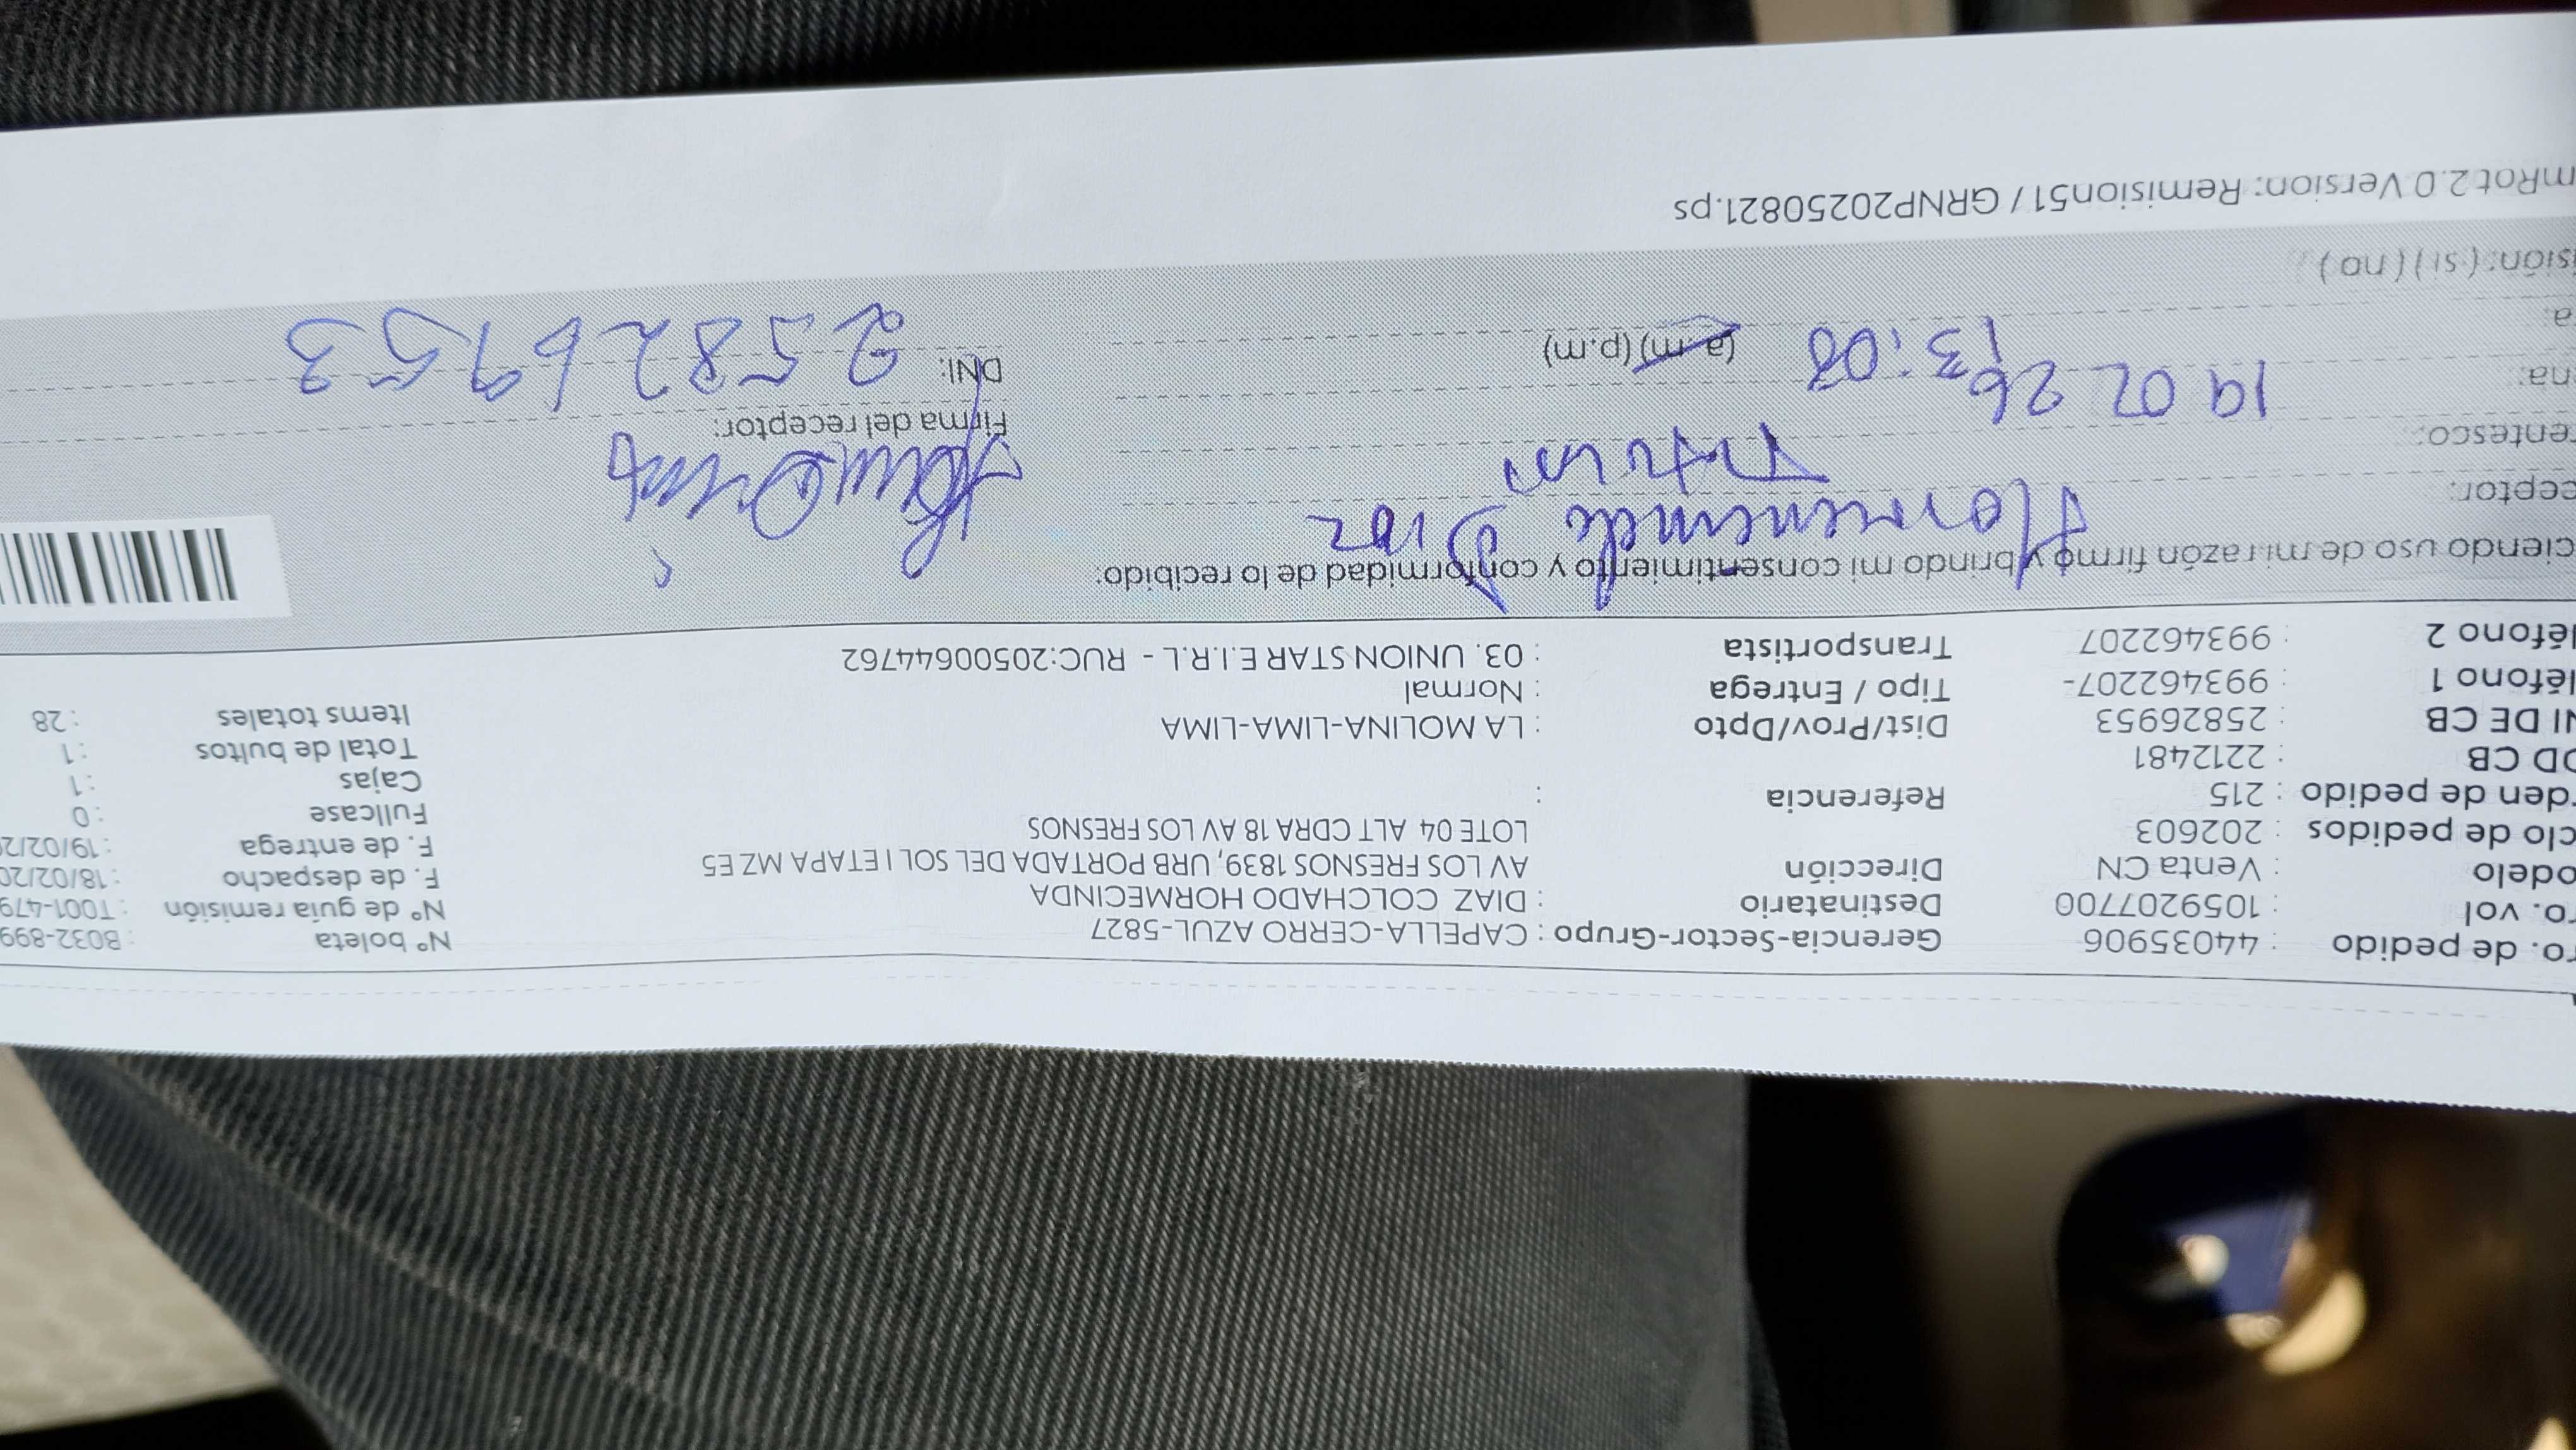 ro. de pedido : 44035906 Gerencia-Sector-Grupo : CAPELLA-CERRO AZUL-5827 N° boleta : B032-899
ro. vol : 1059207700 Destinatario : DIAZ COLCHADO HORMECINDA N° de guía remisión : T001-479
odelo : Venta CN Dirección AV LOS FRESNOS 1839, URB PORTADA DEL SOL I ETAPA MZ E5 F. de despacho : 18/02/20
clo de pedidos : 202603 LOTE 04 ALT CDRA 18 AV LOS FRESNOS F. de entrega : 19/02/2
rden de pedido : 215 Referencia : Fullcase : 0
OD CB : 2212481 Cajas : 1
NI DE CB : 25826953 Dist/Prov/Dpto : LA MOLINA-LIMA-LIMA Total de bultos : 1
léfono 1 : 993462207- Tipo / Entrega : Normal Items totales : 28
léfono 2 : 993462207 Transportista : 03. UNION STAR E.I.R.L - RUC:20500644762
ciendo uso de mi razón firmo y brindo mi consentimiento y conformidad de lo recibido:
ceptor: Diaz
entesco: Firma del receptor:
na: 19 02 26 DNI: 25826953
a: 13:08 (a.m) (p.m)
isión: (si) (no)
mRot 2.0 Version: Remision51 / GRNP20250821.ps